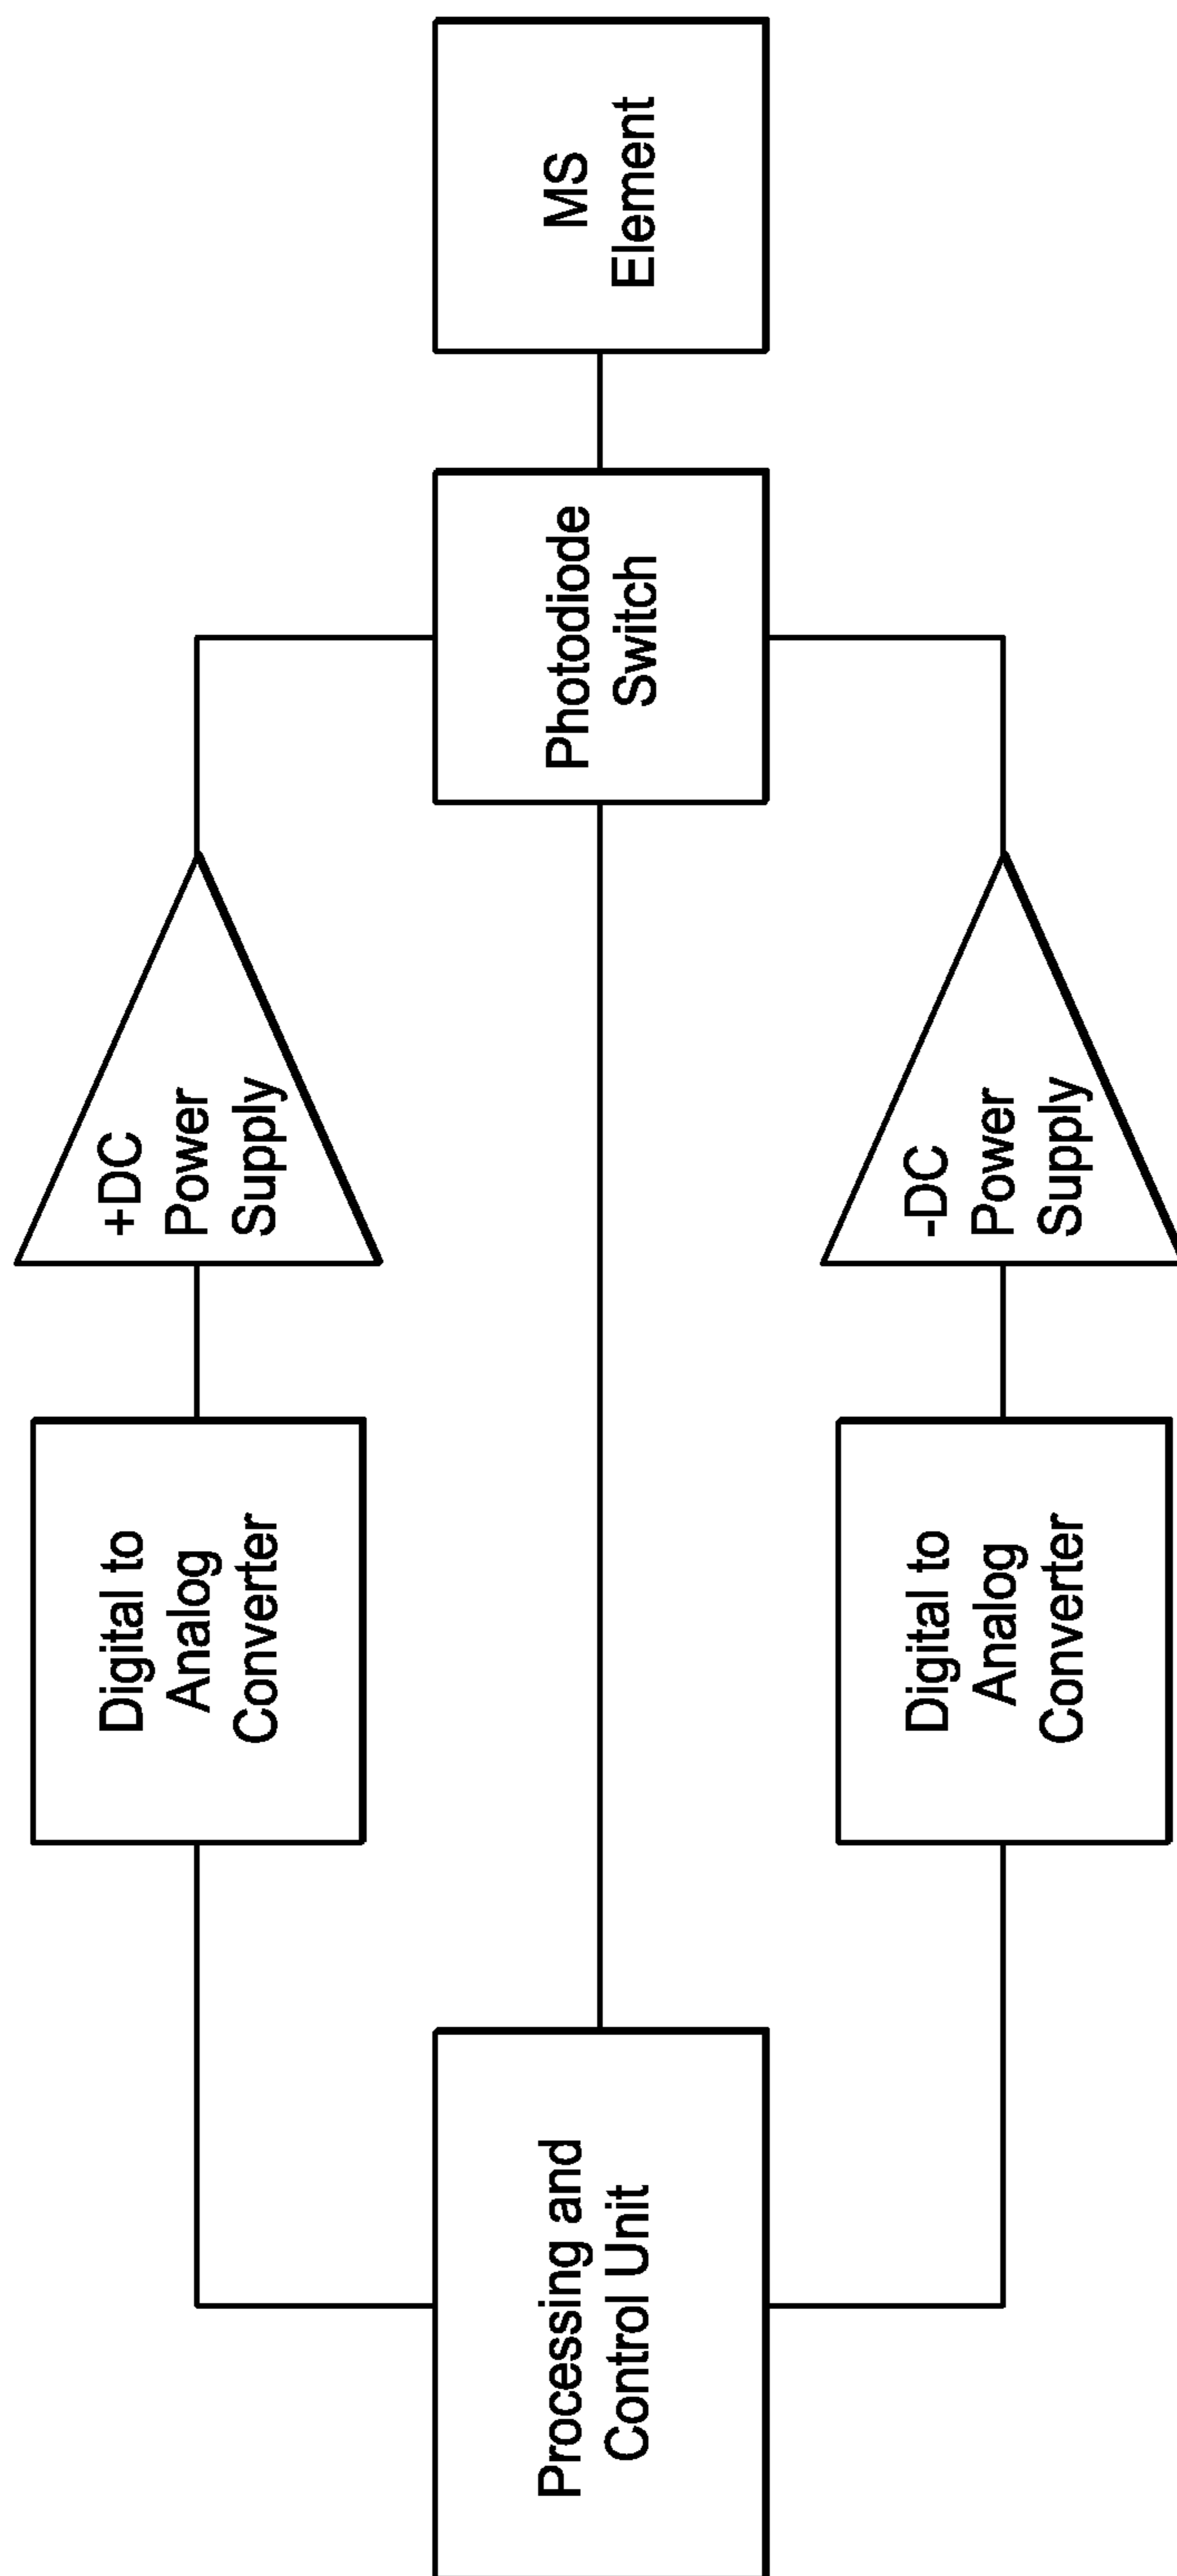 +DC
Power
Supply
Digital to
Analog
Converter
Processing and
Control Unit
Photodiode
Switch
MS
Element
-DC
Power
Supply
Digital to
Analog
Converter